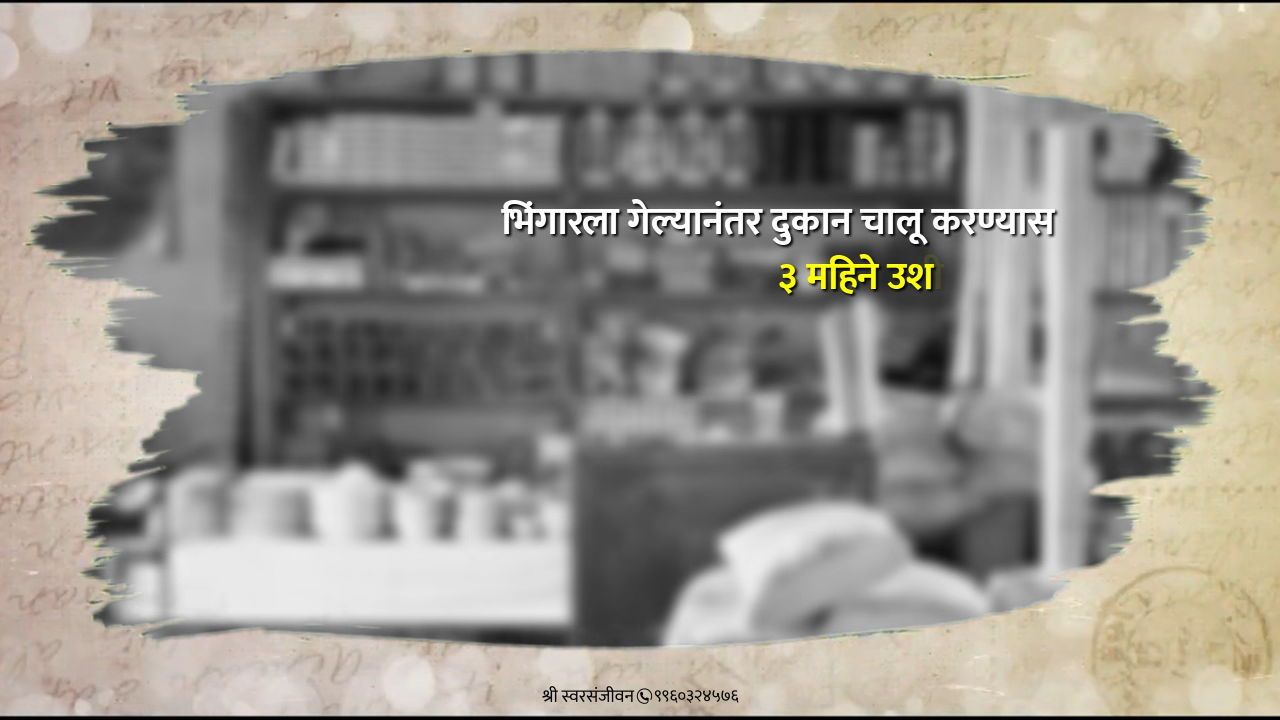 भिंगारला गेल्यानंतर दुकान चालू करण्यास
३ महिने उश
श्री स्वरसंजीवन ९९६०३२४५७६